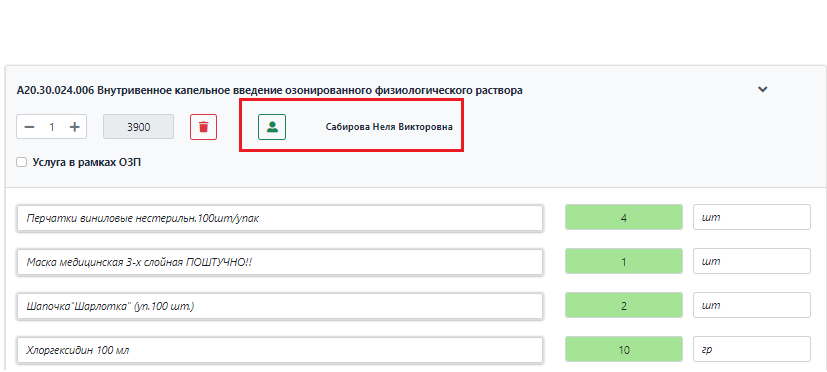 A20.30.024.006 Внутривенное капельное введение озонированного физиологического раствора
1 3900 Сабирова Неля Викторовна
Услуга в рамках ОЗП
Перчатки виниловые нестерильн.100шт/упак 4 шт
Маска медицинская 3-х слойная ПОШТУЧНО!! 1 шт
Шапочка"Шарлотка" (уп.100 шт.) 2 шт
Хлоргексидин 100 мл 10 гр